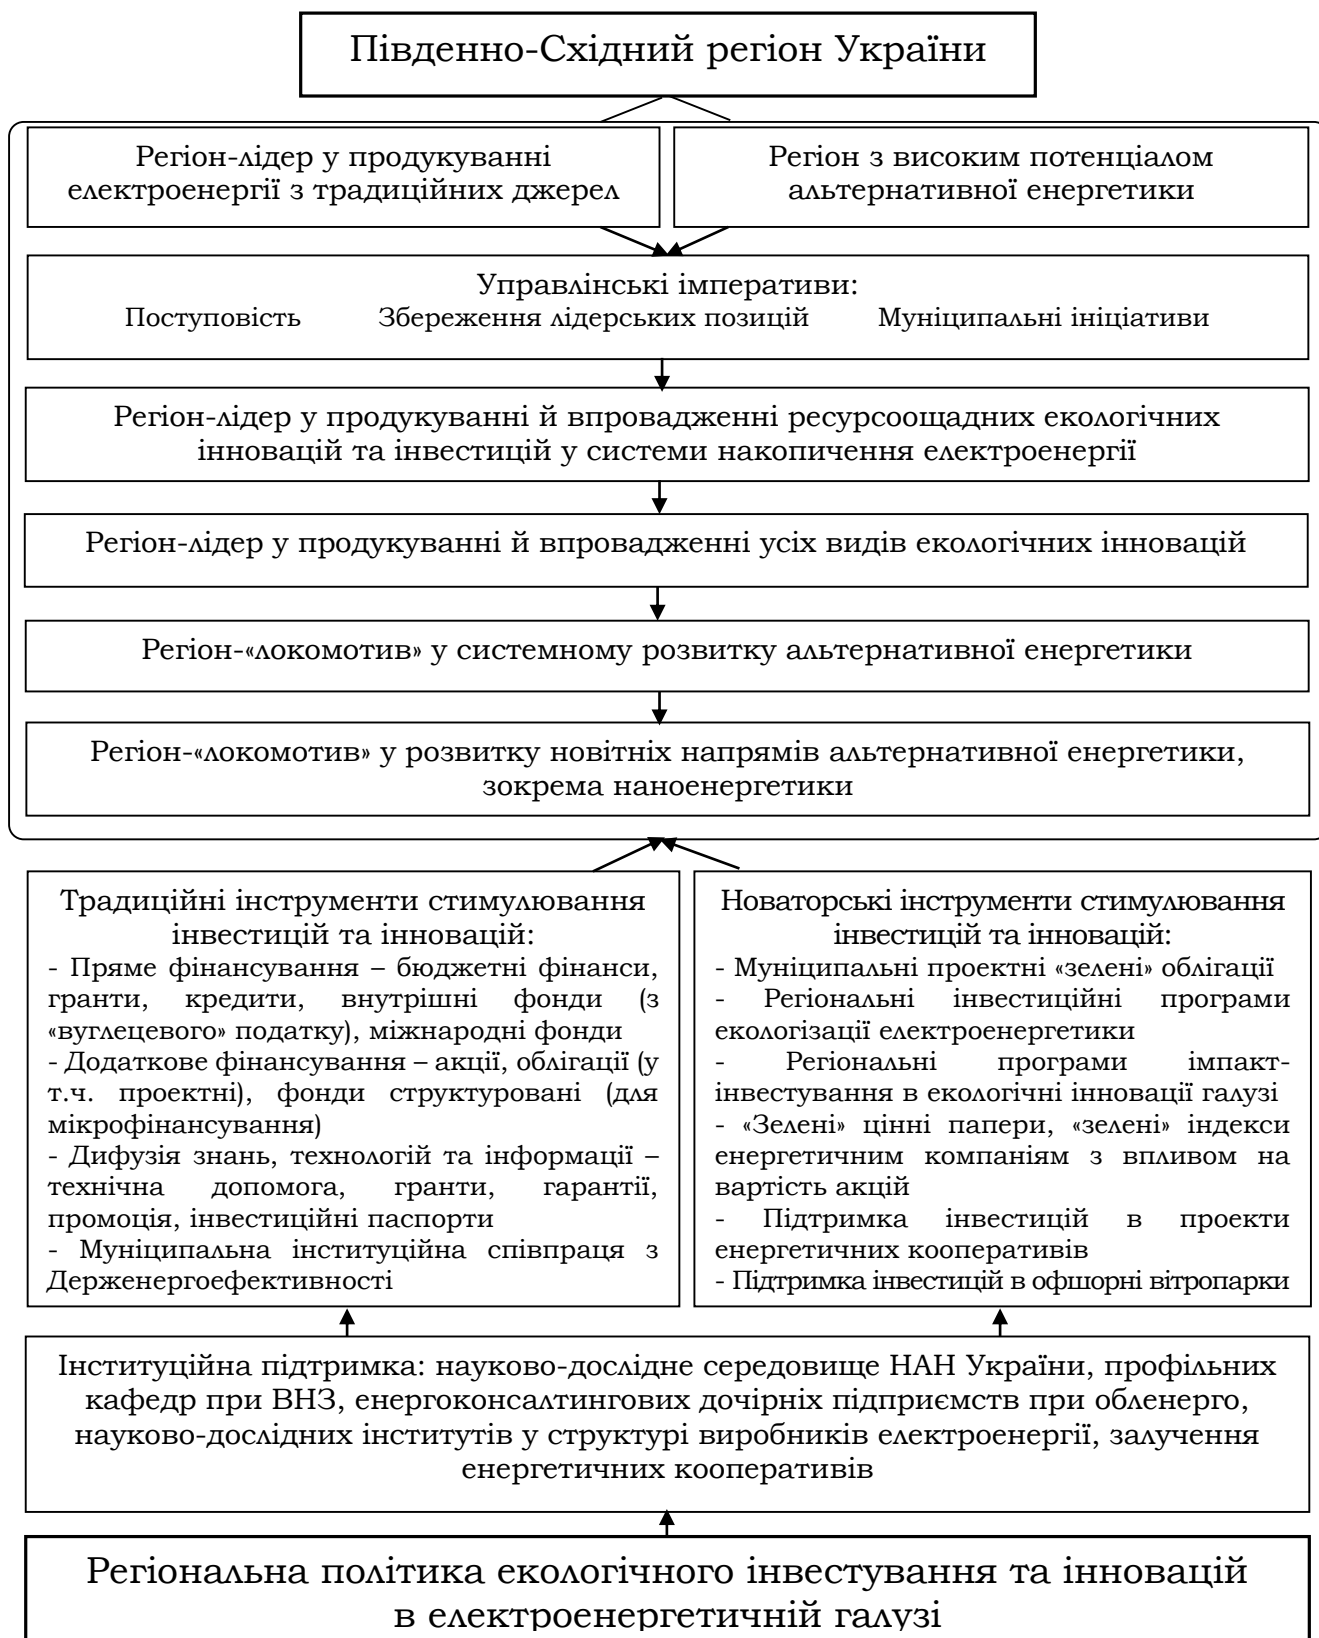 Південно-Східний регіон України
Регіон-лідер у продукуванні
електроенергії з традиційних джерел
Регіон з високим потенціалом
альтернативної енергетики
Управлінські імперативи:
Поступовість Збереження лідерських позицій Муніципальні ініціативи
Регіон-лідер у продукуванні й впровадженні ресурсоощадних екологічних
інновацій та інвестицій у системи накопичення електроенергії
Регіон-лідер у продукуванні й впровадженні усіх видів екологічних інновацій
Регіон-«локомотив» у системному розвитку альтернативної енергетики
Регіон-«локомотив» у розвитку новітніх напрямів альтернативної енергетики,
зокрема наноенергетики
Традиційні інструменти стимулювання
інвестицій та інновацій:
- Пряме фінансування – бюджетні фінанси,
гранти, кредити, внутрішні фонди (з
«вуглецевого» податку), міжнародні фонди
- Додаткове фінансування – акції, облігації (у
т.ч. проектні), фонди структуровані (для
мікрофінансування)
- Дифузія знань, технологій та інформації –
технічна допомога, гранти, гарантії,
промоція, інвестиційні паспорти
- Муніципальна інституційна співпраця з
Держенергоефективності
Новаторські інструменти стимулювання
інвестицій та інновацій:
- Муніципальні проектні «зелені» облігації
- Регіональні інвестиційні програми
екологізації електроенергетики
- Регіональні програми імпакт-
інвестування в екологічні інновації галузі
- «Зелені» цінні папери, «зелені» індекси
енергетичним компаніям з впливом на
вартість акцій
- Підтримка інвестицій в проекти
енергетичних кооперативів
- Підтримка інвестицій в офшорні вітропарки
Інституційна підтримка: науково-дослідне середовище НАН України, профільних
кафедр при ВНЗ, енергоконсалтингових дочірніх підприємств при обленерго,
науково-дослідних інститутів у структурі виробників електроенергії, залучення
енергетичних кооперативів
Регіональна політика екологічного інвестування та інновацій
в електроенергетичній галузі